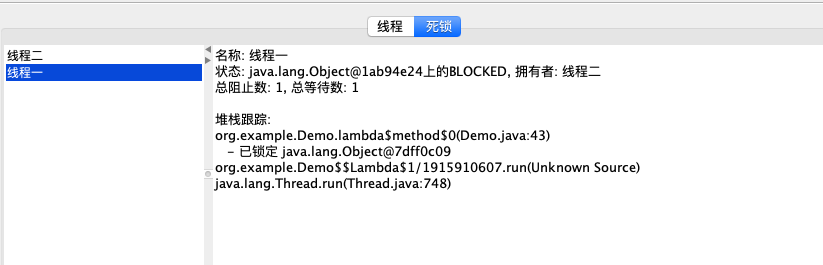 线程 死锁
线程二
线程一
名称: 线程一
状态: java.lang.Object@1ab94e24上的BLOCKED, 拥有者: 线程二
总阻止数: 1, 总等待数: 1
堆栈跟踪:
org.example.Demo.lambda$method$0(Demo.java:43)
- 已锁定 java.lang.Object@7dff0c09
org.example.Demo$$Lambda$1/1915910607.run(Unknown Source)
java.lang.Thread.run(Thread.java:748)